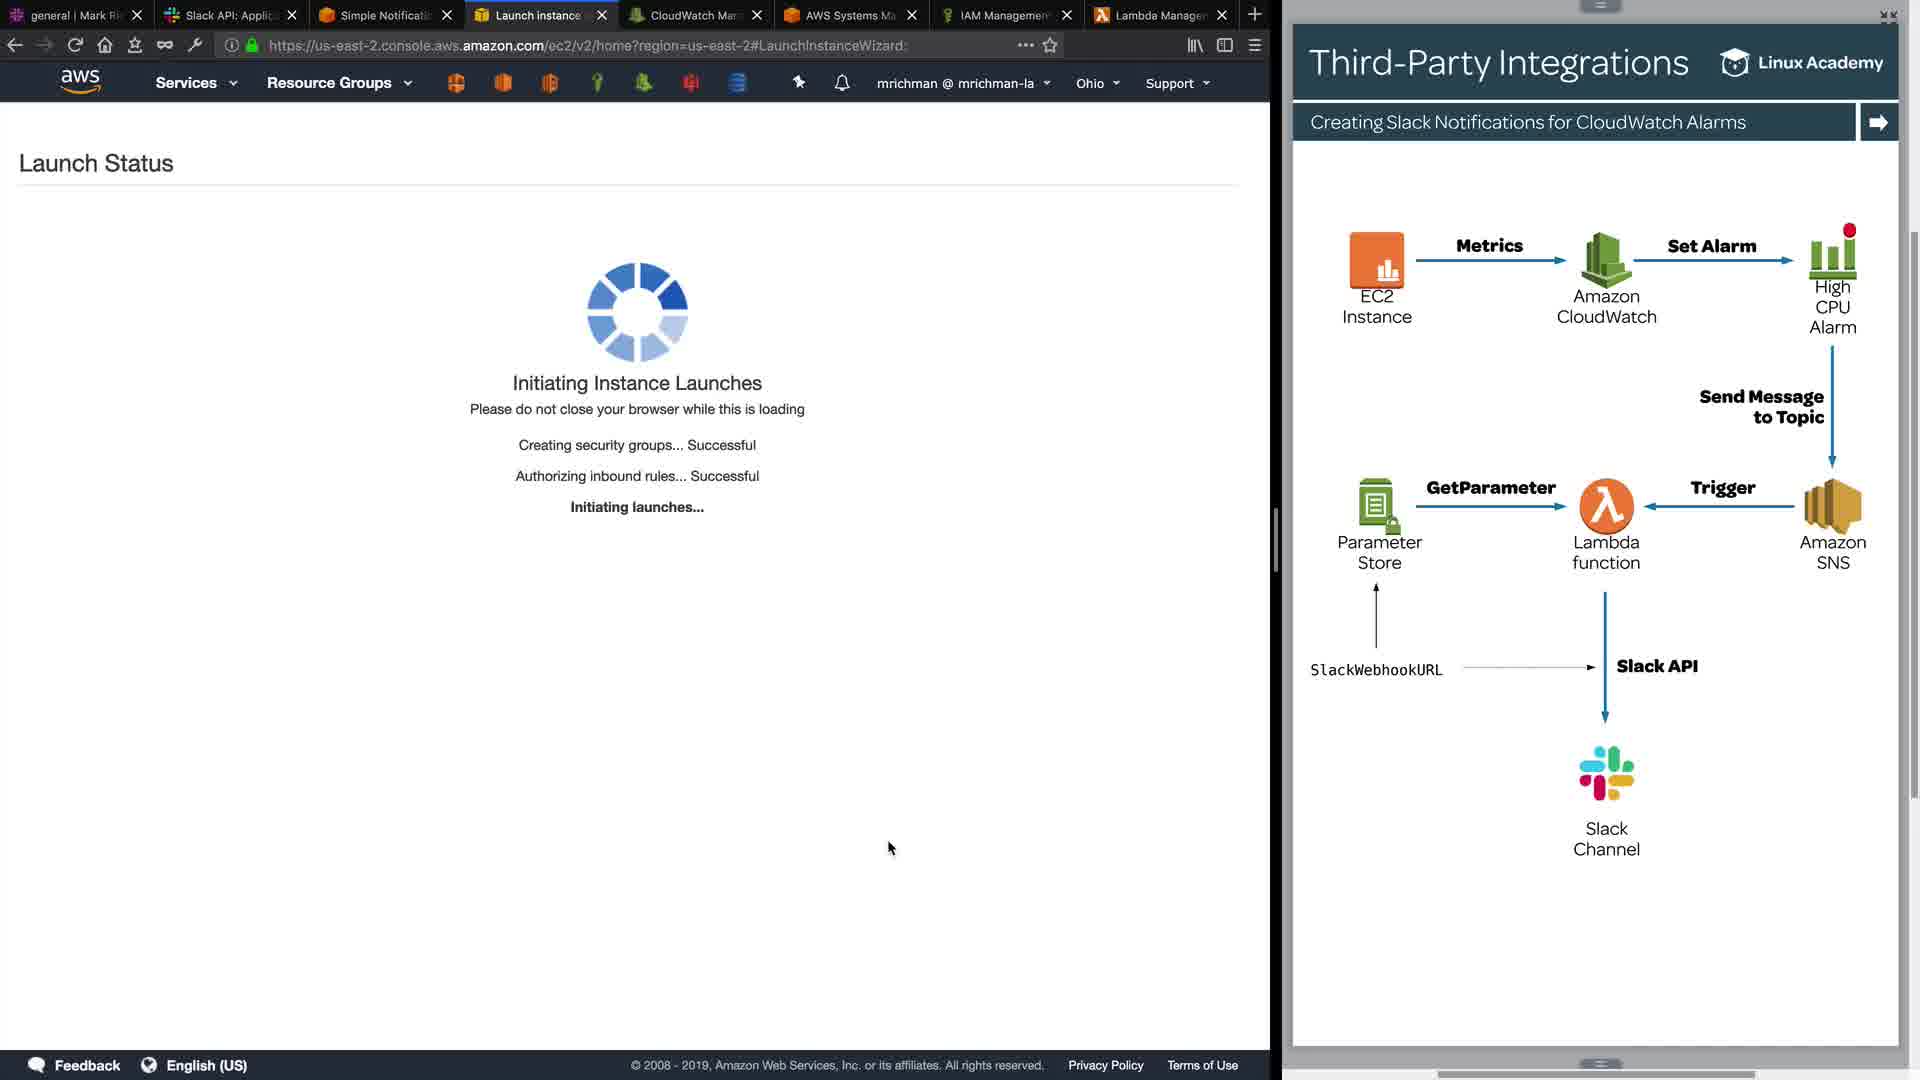 general | Mark Ri
Slack API: Applic
Simple Notificatio
Launch instance
CloudWatch Man
AWS Systems Ma
IAM Management
Lambda Manager
https://us-east-2.console.aws.amazon.com/ec2/v2/home?region=us-east-2#LaunchInstanceWizard:
aws
Services
Resource Groups
mrichman @ mrichman-la
Ohio
Support
Launch Status
Initiating Instance Launches
Please do not close your browser while this is loading
Creating security groups... Successful
Authorizing inbound rules... Successful
Initiating launches...
Feedback
English (US)
© 2008 - 2019, Amazon Web Services, Inc. or its affiliates. All rights reserved.
Privacy Policy
Terms of Use
Third-Party Integrations
Linux Academy
Creating Slack Notifications for CloudWatch Alarms
Metrics
Set Alarm
EC2
Instance
Amazon
CloudWatch
High
CPU
Alarm
Send Message
to Topic
GetParameter
Trigger
Parameter
Store
Lambda
function
Amazon
SNS
SlackWebhookURL
Slack API
Slack
Channel